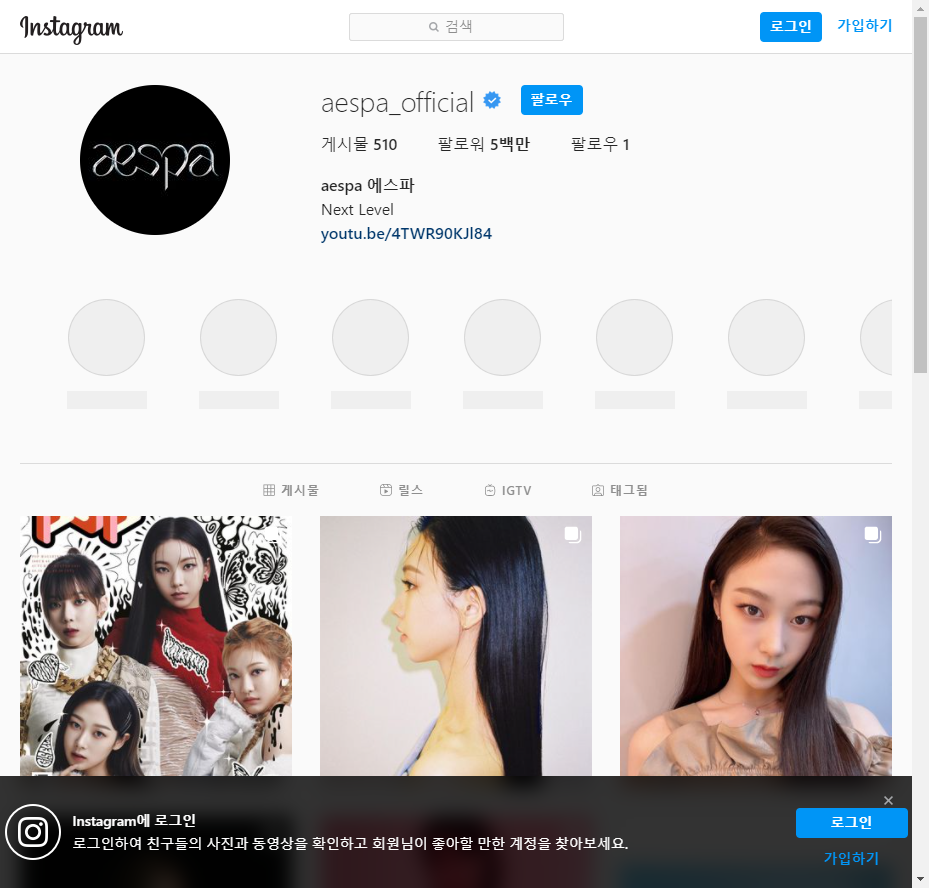 Instagram
검색
로그인
가입하기
aespa
aespa_official
팔로우
게시물 510
팔로워 5백만
팔로우 1
aespa 에스파
Next Level
youtu.be/4TWR90KJl84
게시물
릴스
IGTV
태그됨
KARINA
Instagram에 로그인
로그인하여 친구들의 사진과 동영상을 확인하고 회원님이 좋아할 만한 계정을 찾아보세요.
로그인
가입하기